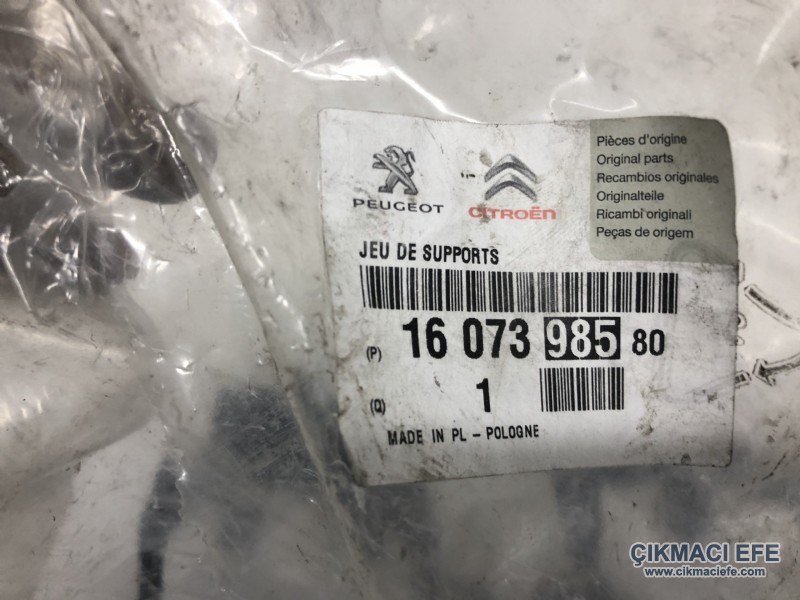 Pièces d'origine
Original parts
Recambios originales
Originalteile
Ricambi originali
Peças de origem
PEUGEOT
CITROËN
JEU DE SUPPORTS
(P) 16 073 985 80
(Q) 1
MADE IN PL - POLOGNE
ÇIKMACI EFE
www.cikmaciefe.com